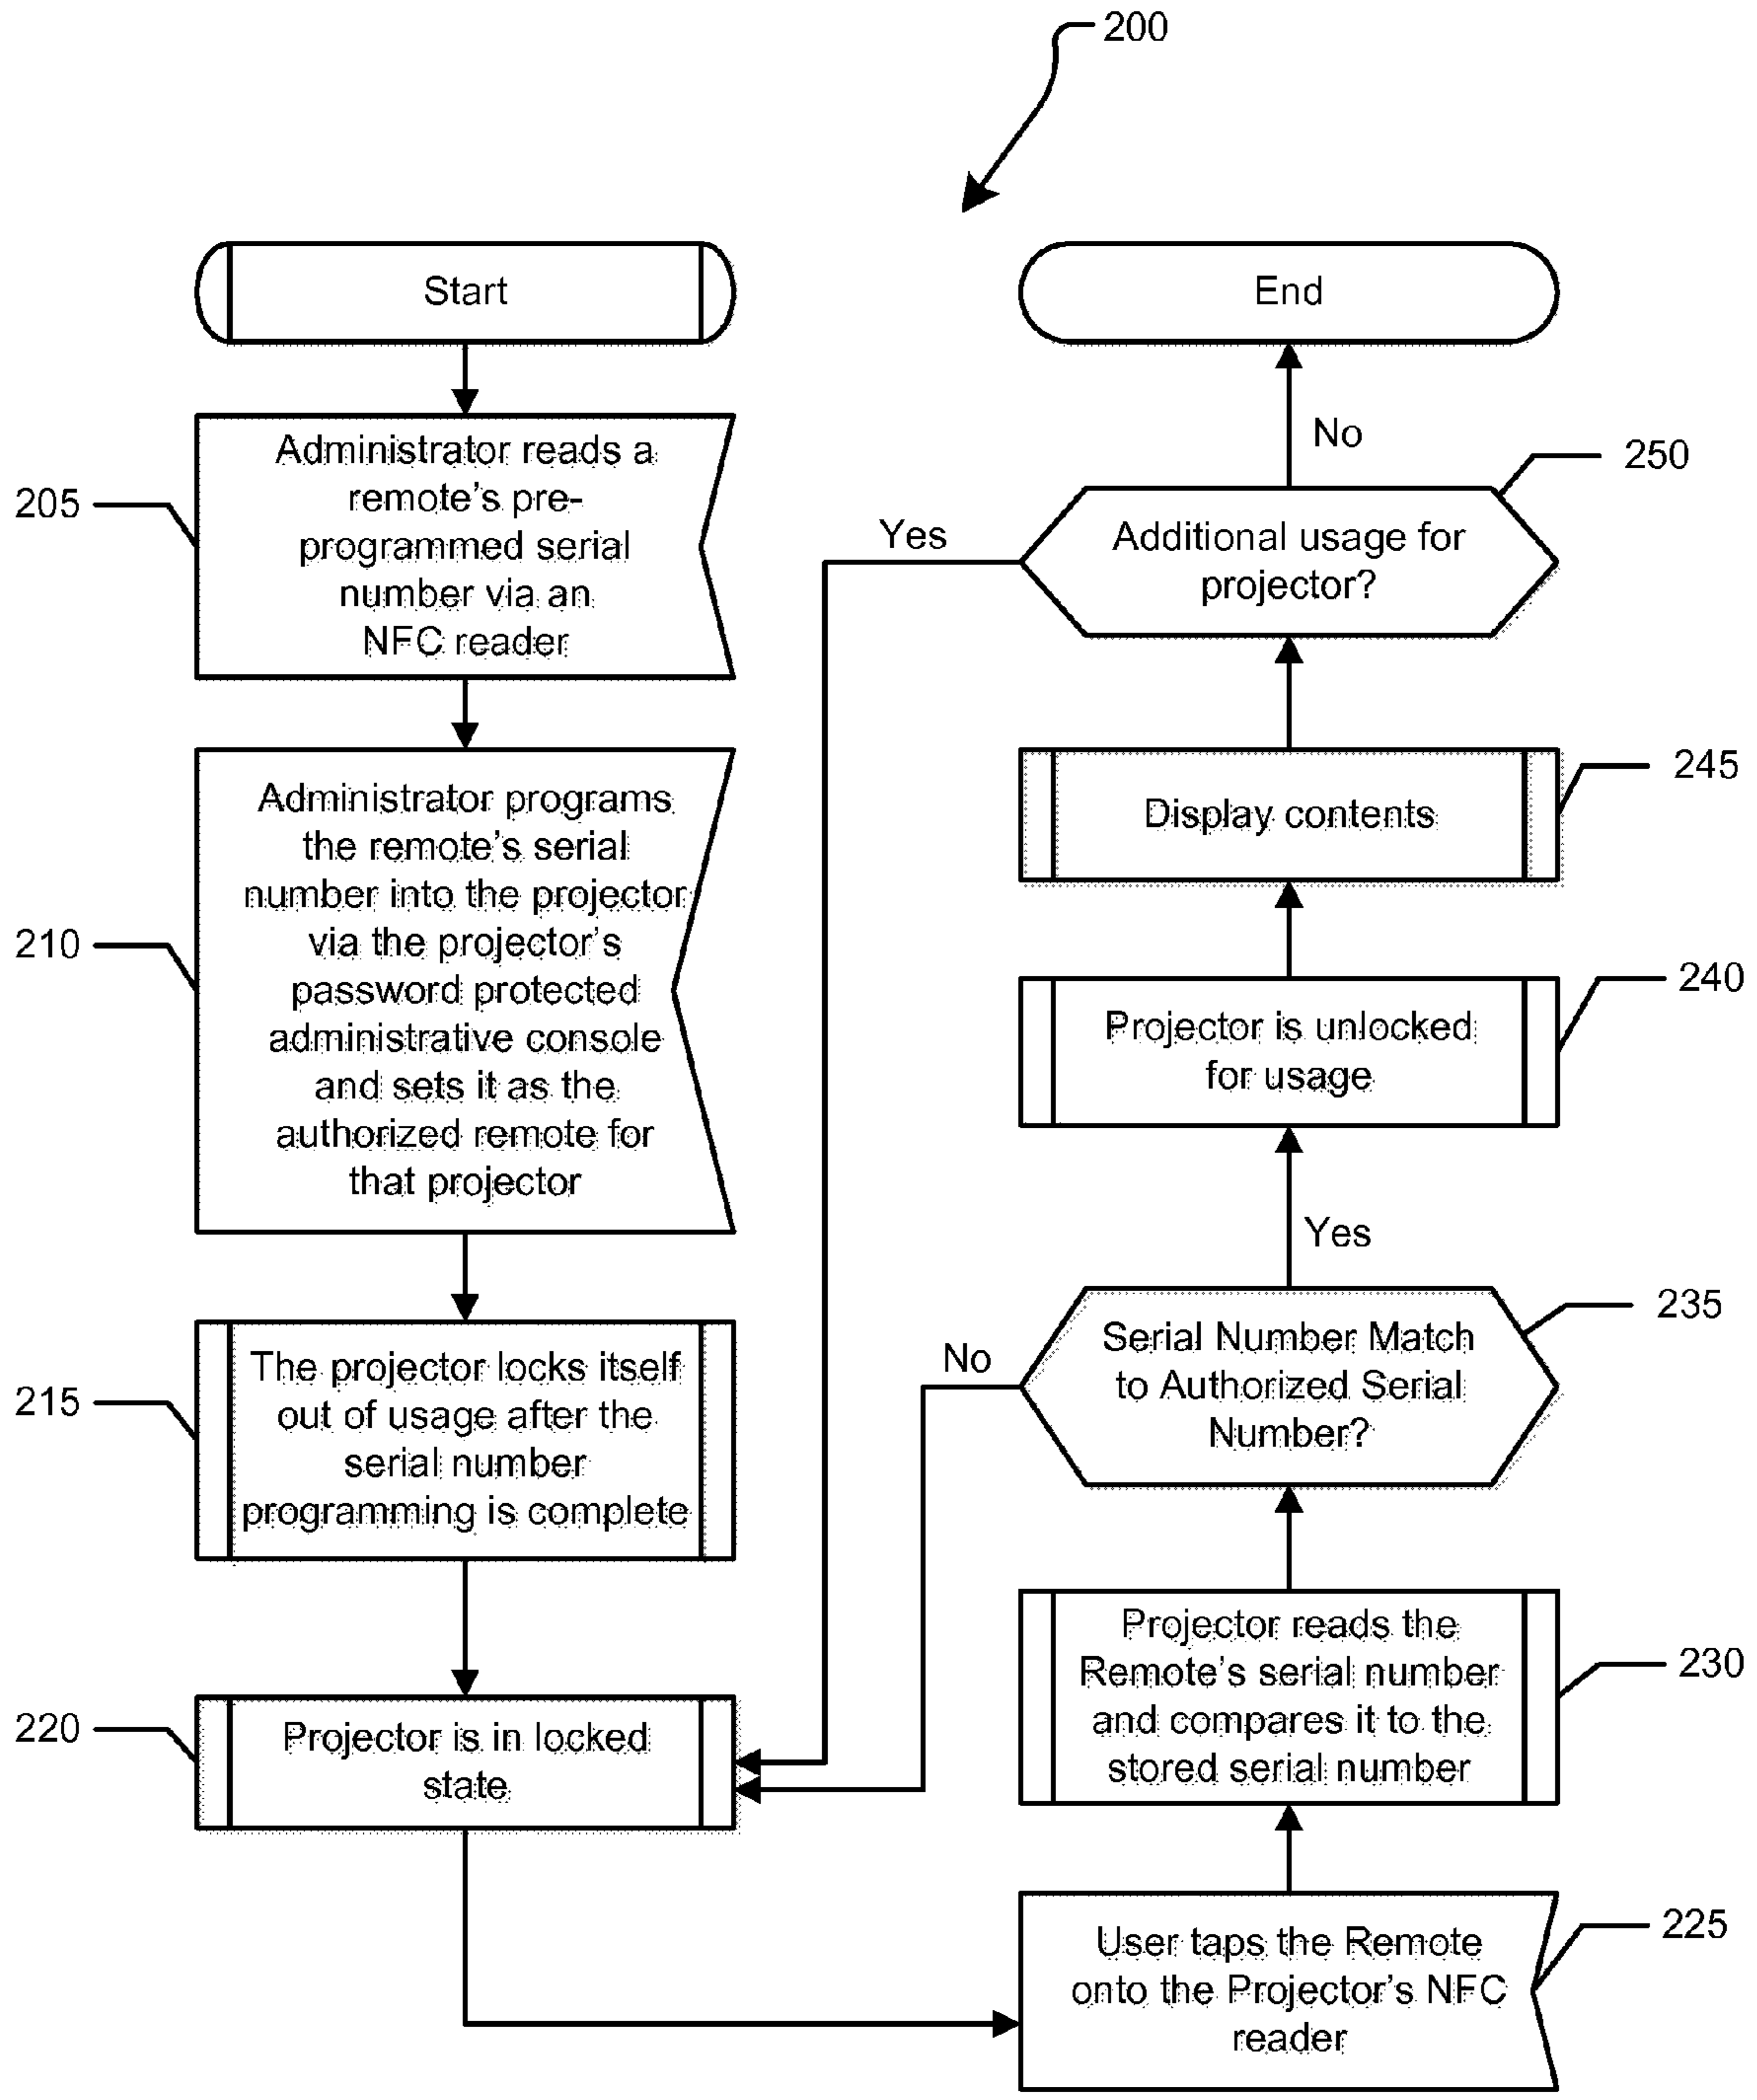 200
Start
205
Administrator reads a
remote's pre-
programmed serial
number via an
NFC reader
210
Administrator programs
the remote's serial
number into the projector
via the projector's
password protected
administrative console
and sets it as the
authorized remote for
that projector
215
The projector locks itself
out of usage after the
serial number
programming is complete
220
Projector is in locked
state
225
User taps the Remote
onto the Projector's NFC
reader
230
Projector reads the
Remote's serial number
and compares it to the
stored serial number
235
Serial Number Match
to Authorized Serial
Number?
No
Yes
240
Projector is unlocked
for usage
245
Display contents
250
Additional usage for
projector?
Yes
No
End